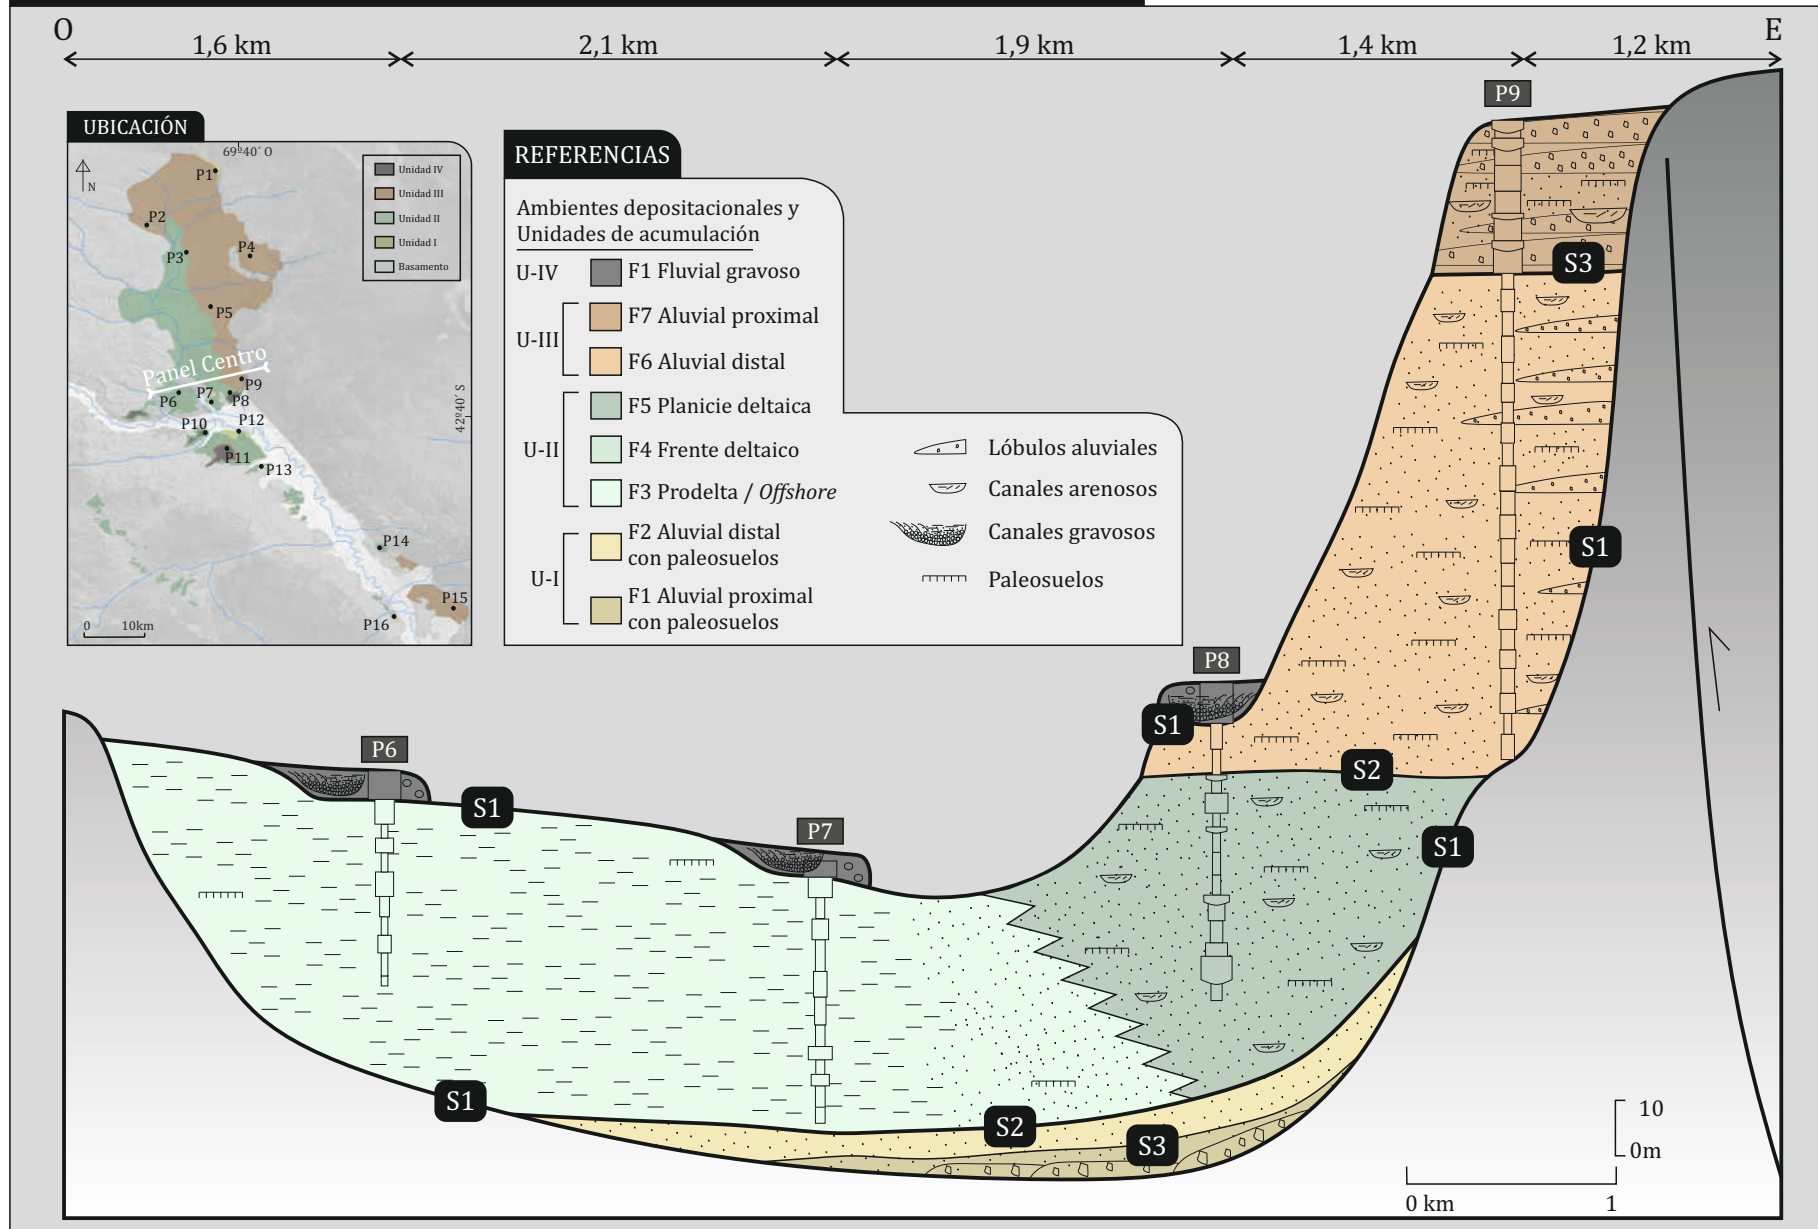 O
E
1,6 km
2,1 km
1,9 km
1,4 km
1,2 km
UBICACIÓN
69º40´ O
N
Unidad IV
Unidad III
Unidad II
Unidad I
Basamento
P1
P2
P3
P4
P5
Panel Centro
P6
P7
P8
P9
P10
P11
P12
P13
42º40´ S
P14
P15
P16
0
10km
REFERENCIAS
Ambientes depositacionales y
Unidades de acumulación
U-IV
F1 Fluvial gravoso
U-III
F7 Aluvial proximal
F6 Aluvial distal
U-II
F5 Planicie deltaica
F4 Frente deltaico
F3 Prodelta / Offshore
U-I
F2 Aluvial distal
con paleosuelos
F1 Aluvial proximal
con paleosuelos
Lóbulos aluviales
Canales arenosos
Canales gravosos
Paleosuelos
P9
S3
S1
P8
S1
S2
P6
S1
P7
S1
S1
S2
S3
10
0m
0 km
1